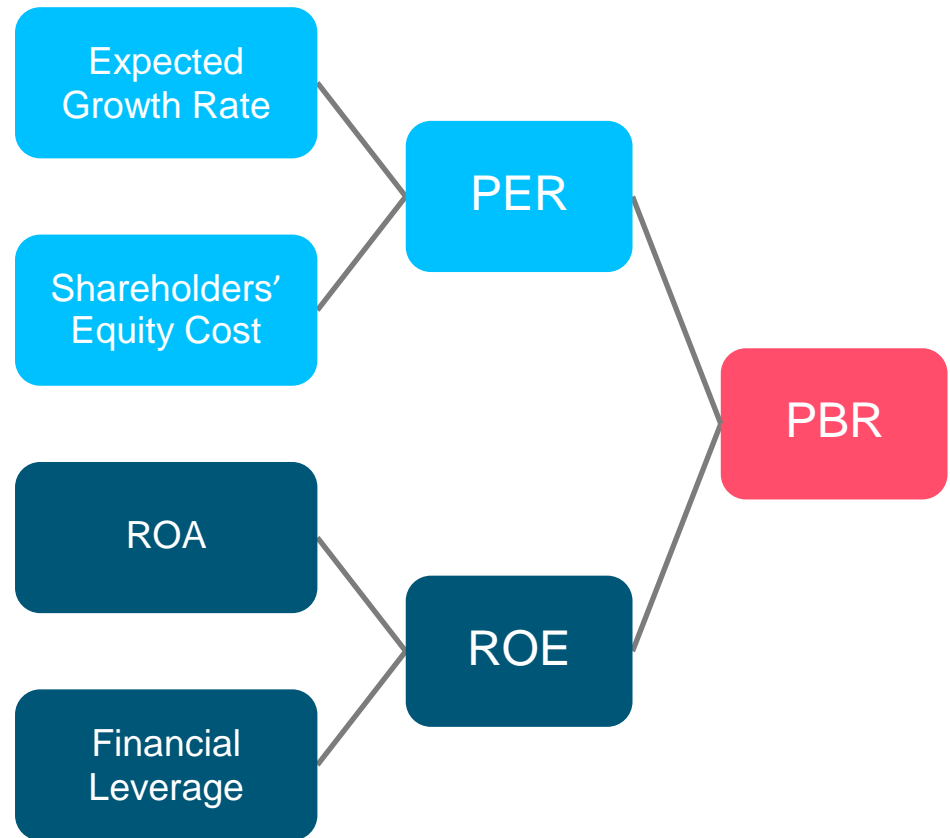 Expected
Growth Rate
PER
Shareholders’
Equity Cost
PBR
ROA
ROE
Financial
Leverage